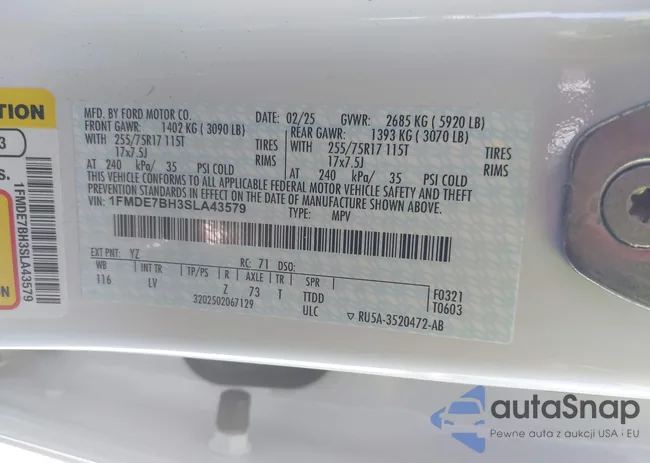 TION
3
S.
1FMDE7BH3SLA43579
ION
MFD. BY FORD MOTOR CO.
DATE: 02/25 GVWR: 2685 KG ( 5920 LB)
FRONT GAWR: 1402 KG ( 3090 LB) REAR GAWR: 1393 KG ( 3070 LB)
WITH 255/75R17 115T TIRES WITH 255/75R17 115T TIRES
17x7.5J RIMS 17x7.5J RIMS
AT 240 kPa/ 35 PSI COLD AT 240 kPa/ 35 PSI COLD
THIS VEHICLE CONFORMS TO ALL APPLICABLE FEDERAL MOTOR VEHICLE SAFETY AND THEFT
PREVENTION STANDARDS IN EFFECT ON THE DATE OF MANUFACTURE SHOWN ABOVE.
VIN: 1FMDE7BH3SLA43579 TYPE: MPV
EXT PNT: YZ RC: 71 DSO:
WB INT TR TP/PS R AXLE TR SPR
116 LV Z 73 T TTDD F0321
3202502067129 ULC T0603
RU5A-3520472-AB
autaSnap
Pewne auta z aukcji USA i EU